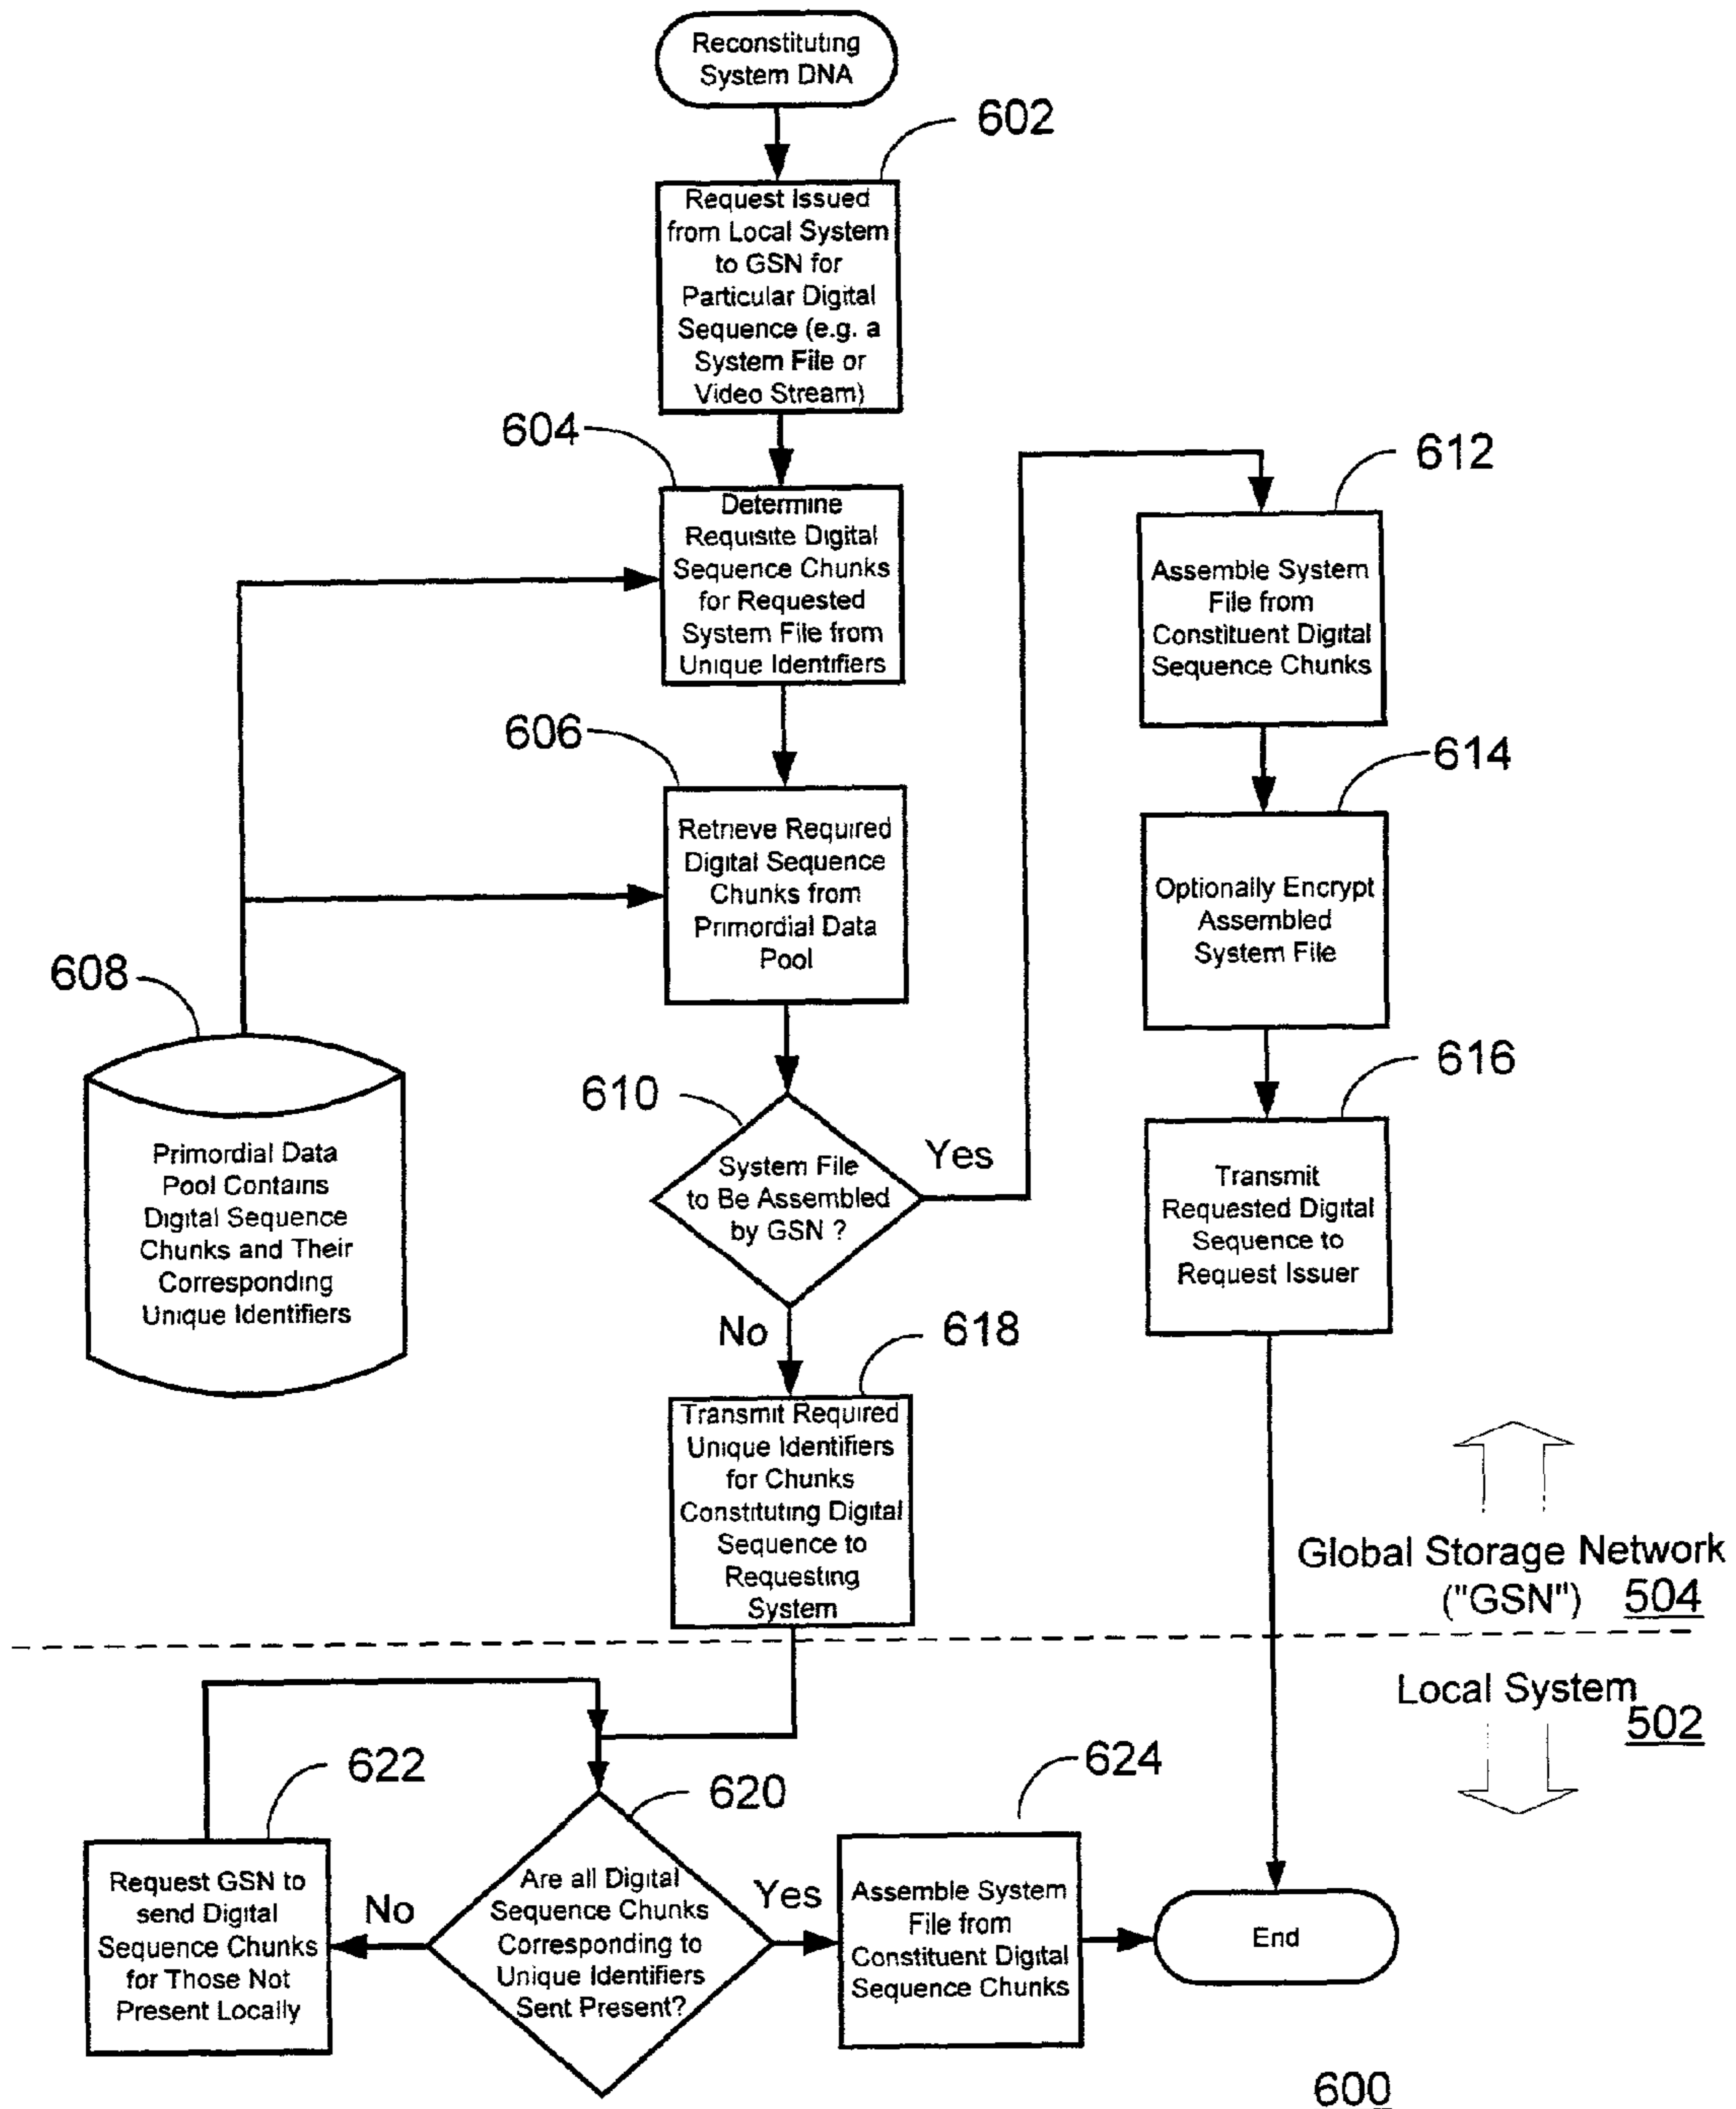 Reconstituting
System DNA
602
Request Issued
from Local System
to GSN for
Particular Digital
Sequence (e.g. a
System File or
Video Stream)
604
Determine
Requisite Digital
Sequence Chunks
for Requested
System File from
Unique Identifiers
606
Retrieve Required
Digital Sequence
Chunks from
Primordial Data
Pool
608
Primordial Data
Pool Contains
Digital Sequence
Chunks and Their
Corresponding
Unique Identifiers
610
System File
to Be Assembled
by GSN ?
Yes
No
612
Assemble System
File from
Constituent Digital
Sequence Chunks
614
Optionally Encrypt
Assembled
System File
616
Transmit
Requested Digital
Sequence to
Request Issuer
618
Transmit Required
Unique Identifiers
for Chunks
Constituting Digital
Sequence to
Requesting
System
Global Storage Network
("GSN") 504
Local System
502
622
Request GSN to
send Digital
Sequence Chunks
for Those Not
Present Locally
No
620
Are all Digital
Sequence Chunks
Corresponding to
Unique Identifiers
Sent Present?
Yes
624
Assemble System
File from
Constituent Digital
Sequence Chunks
End
600